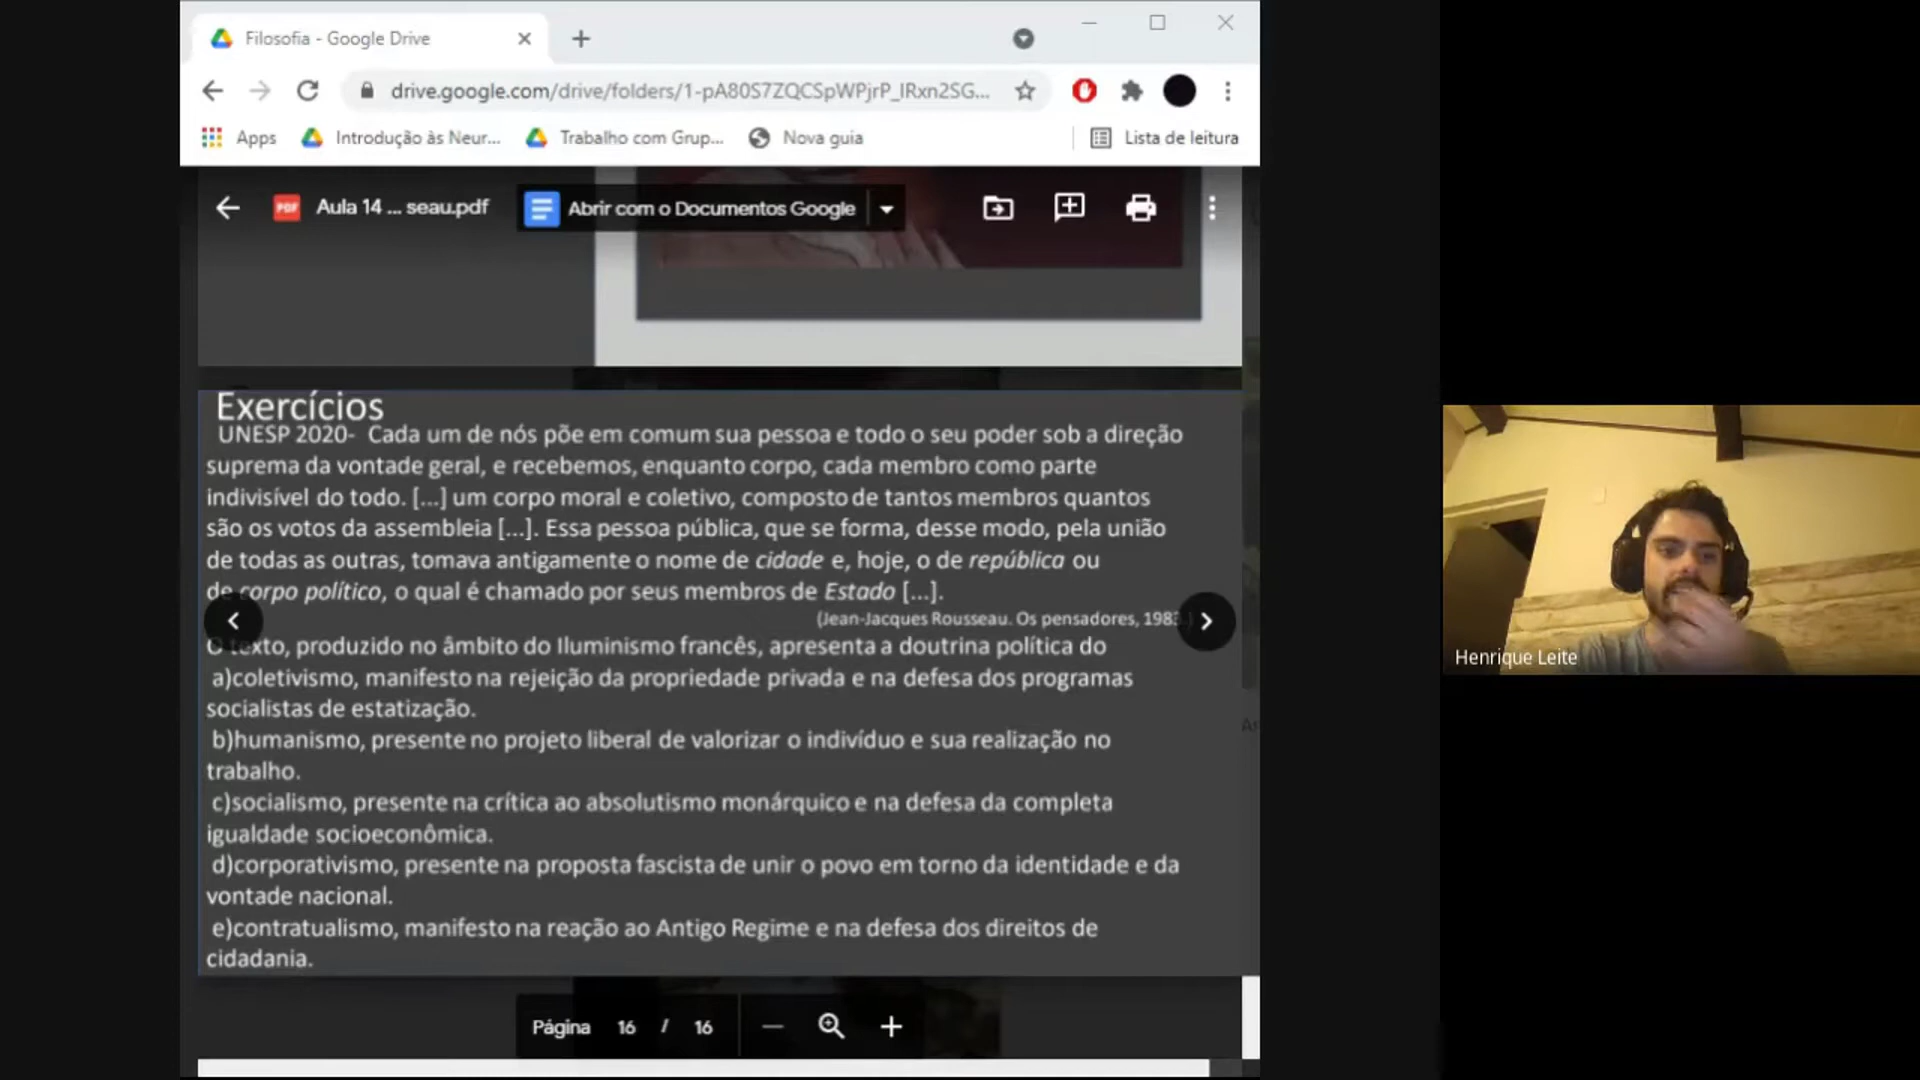 Filosofia - Google Drive
drive.google.com/drive/folders/1-pA80S7ZQCSpWPjrP_IRxn2SG...
Apps Introdução às Neur... Trabalho com Grup... Nova guia Lista de leitura
PDF Aula 14 ... seau.pdf Abrir com o Documentos Google
Exercícios
UNESP 2020- Cada um de nós põe em comum sua pessoa e todo o seu poder sob a direção
suprema da vontade geral, e recebemos, enquanto corpo, cada membro como parte
indivisível do todo. [...] um corpo moral e coletivo, composto de tantos membros quantos
são os votos da assembleia [...]. Essa pessoa pública, que se forma, desse modo, pela união
de todas as outras, tomava antigamente o nome de cidade e, hoje, o de república ou
de corpo político, o qual é chamado por seus membros de Estado [...].
(Jean-Jacques Rousseau. Os pensadores, 1983.)
O texto, produzido no âmbito do Iluminismo francês, apresenta a doutrina política do
a)coletivismo, manifesto na rejeição da propriedade privada e na defesa dos programas
socialistas de estatização.
b)humanismo, presente no projeto liberal de valorizar o indivíduo e sua realização no
trabalho.
c)socialismo, presente na crítica ao absolutismo monárquico e na defesa da completa
igualdade socioeconômica.
d)corporativismo, presente na proposta fascista de unir o povo em torno da identidade e da
vontade nacional.
e)contratualismo, manifesto na reação ao Antigo Regime e na defesa dos direitos de
cidadania.
Página 16 / 16
Henrique Leite